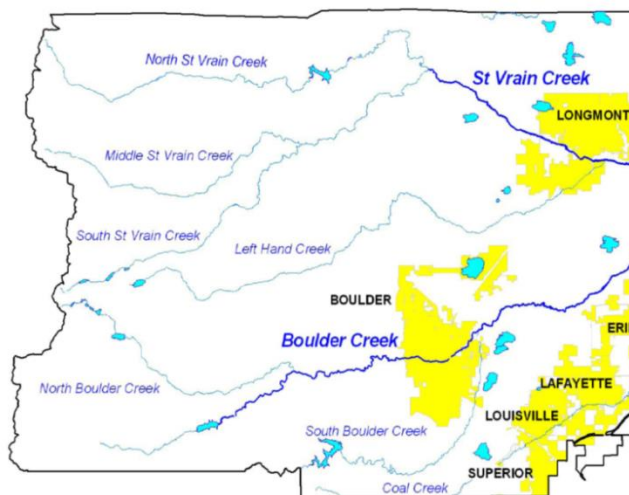 North St Vrain Creek
St Vrain Creek
LONGMONT
Middle St Vrain Creek
South St Vrain Creek
Left Hand Creek
BOULDER
Boulder Creek
ERI
North Boulder Creek
LAFAYETTE
LOUISVILLE
South Boulder Creek
SUPERIOR
Coal Creek